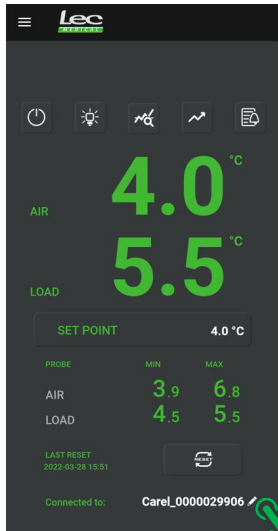 Lec
MEDICAL
AIR 4.0 °C
LOAD 5.5 °C
SET POINT 4.0 °C
PROBE MIN MAX
AIR 3.9 6.8
LOAD 4.5 5.5
LAST RESET
2022-03-28 15:51
RESET
Connected to: Carel_0000029906